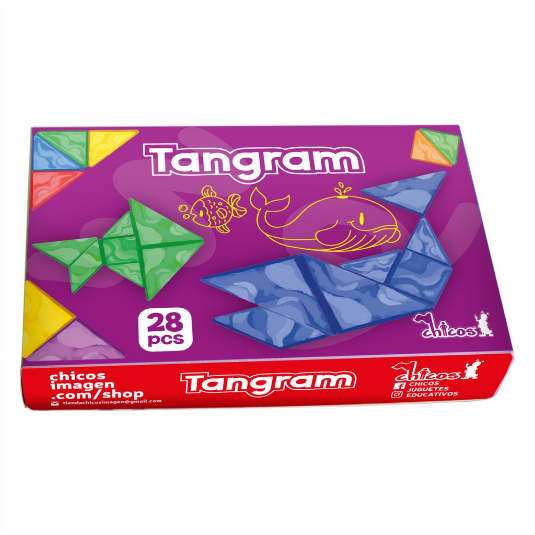 Tangram
28
pcs
chicos
chicos
imagen
.com/shop
tiendachicosimagen@gmail.com
Tangram
chicos
CHICOS
JUGUETES
EDUCATIVOS